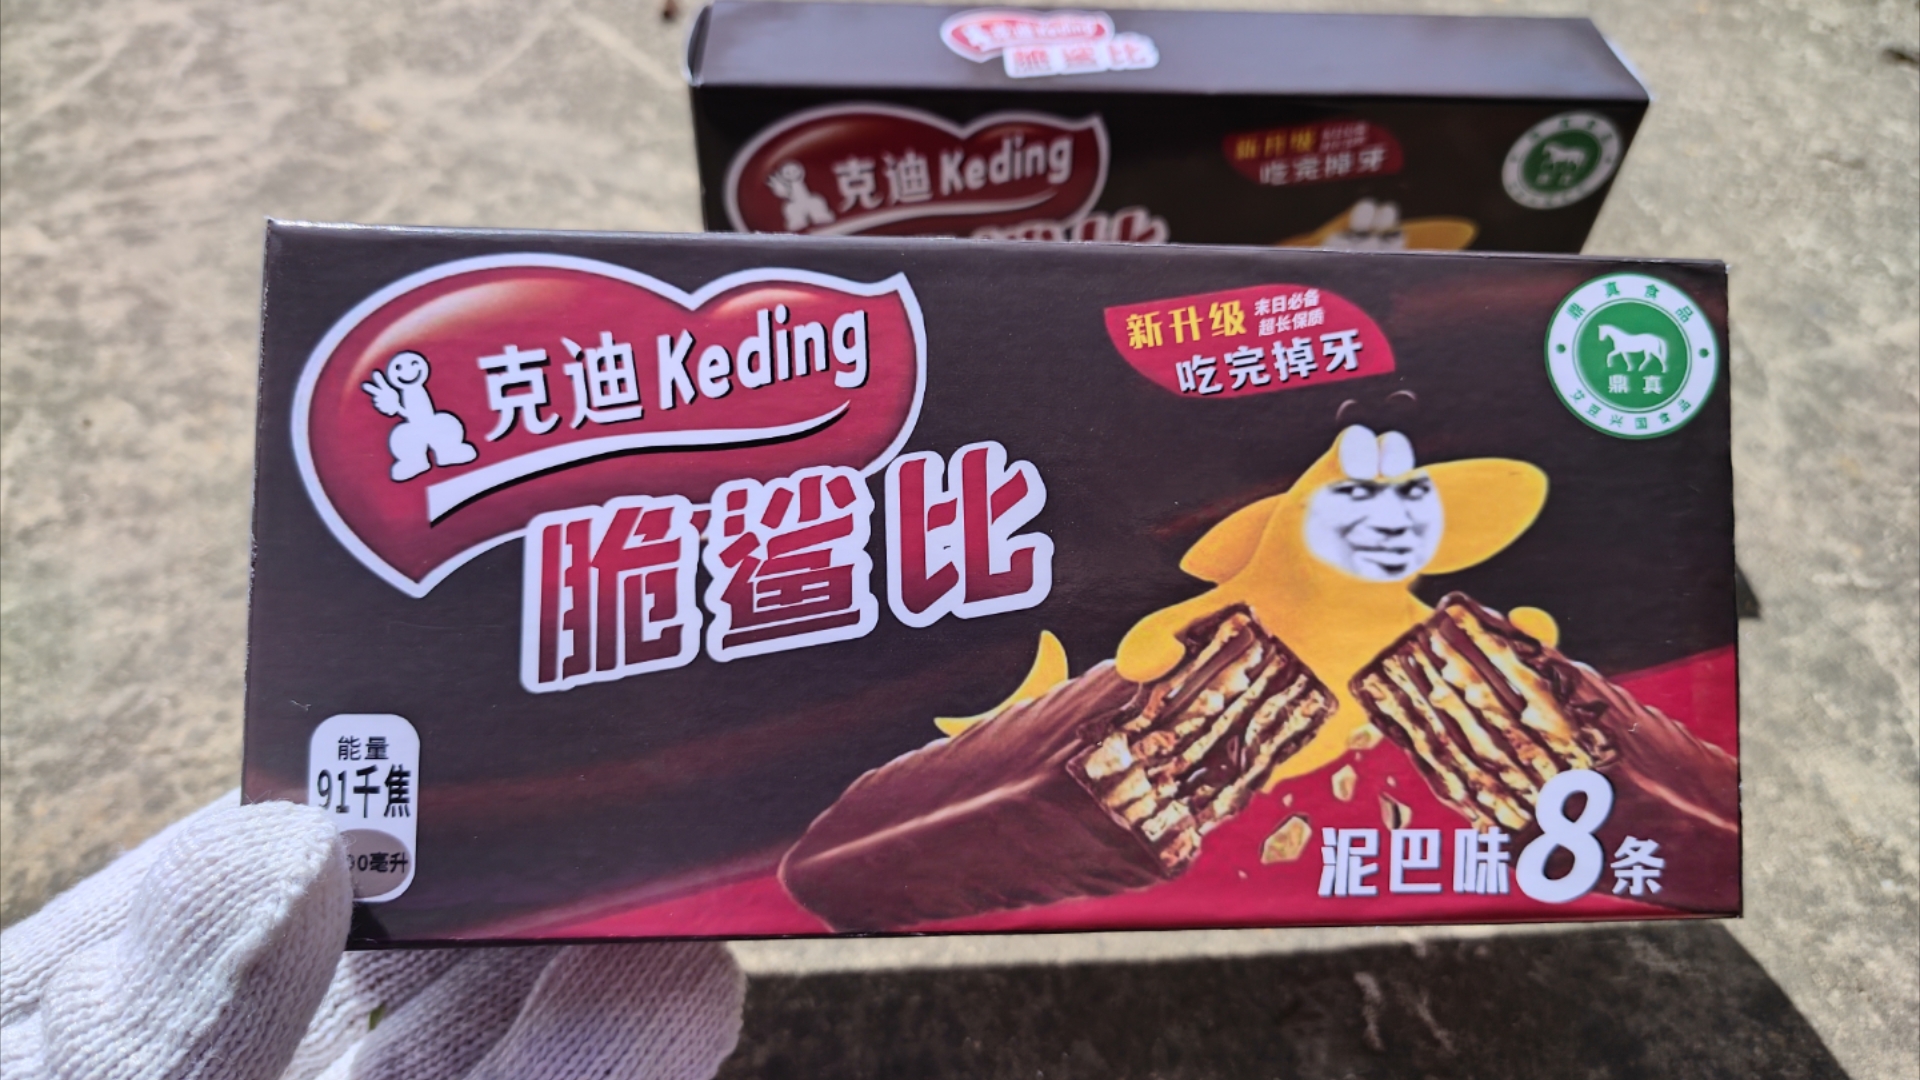 脆鲨比
克迪 Keding
新升级
吃完掉牙
克迪 Keding
脆鲨比
新升级 末日必备
超长保质
吃完掉牙
鼎真食品
鼎真
能量
91千焦
毫升
泥巴味8条